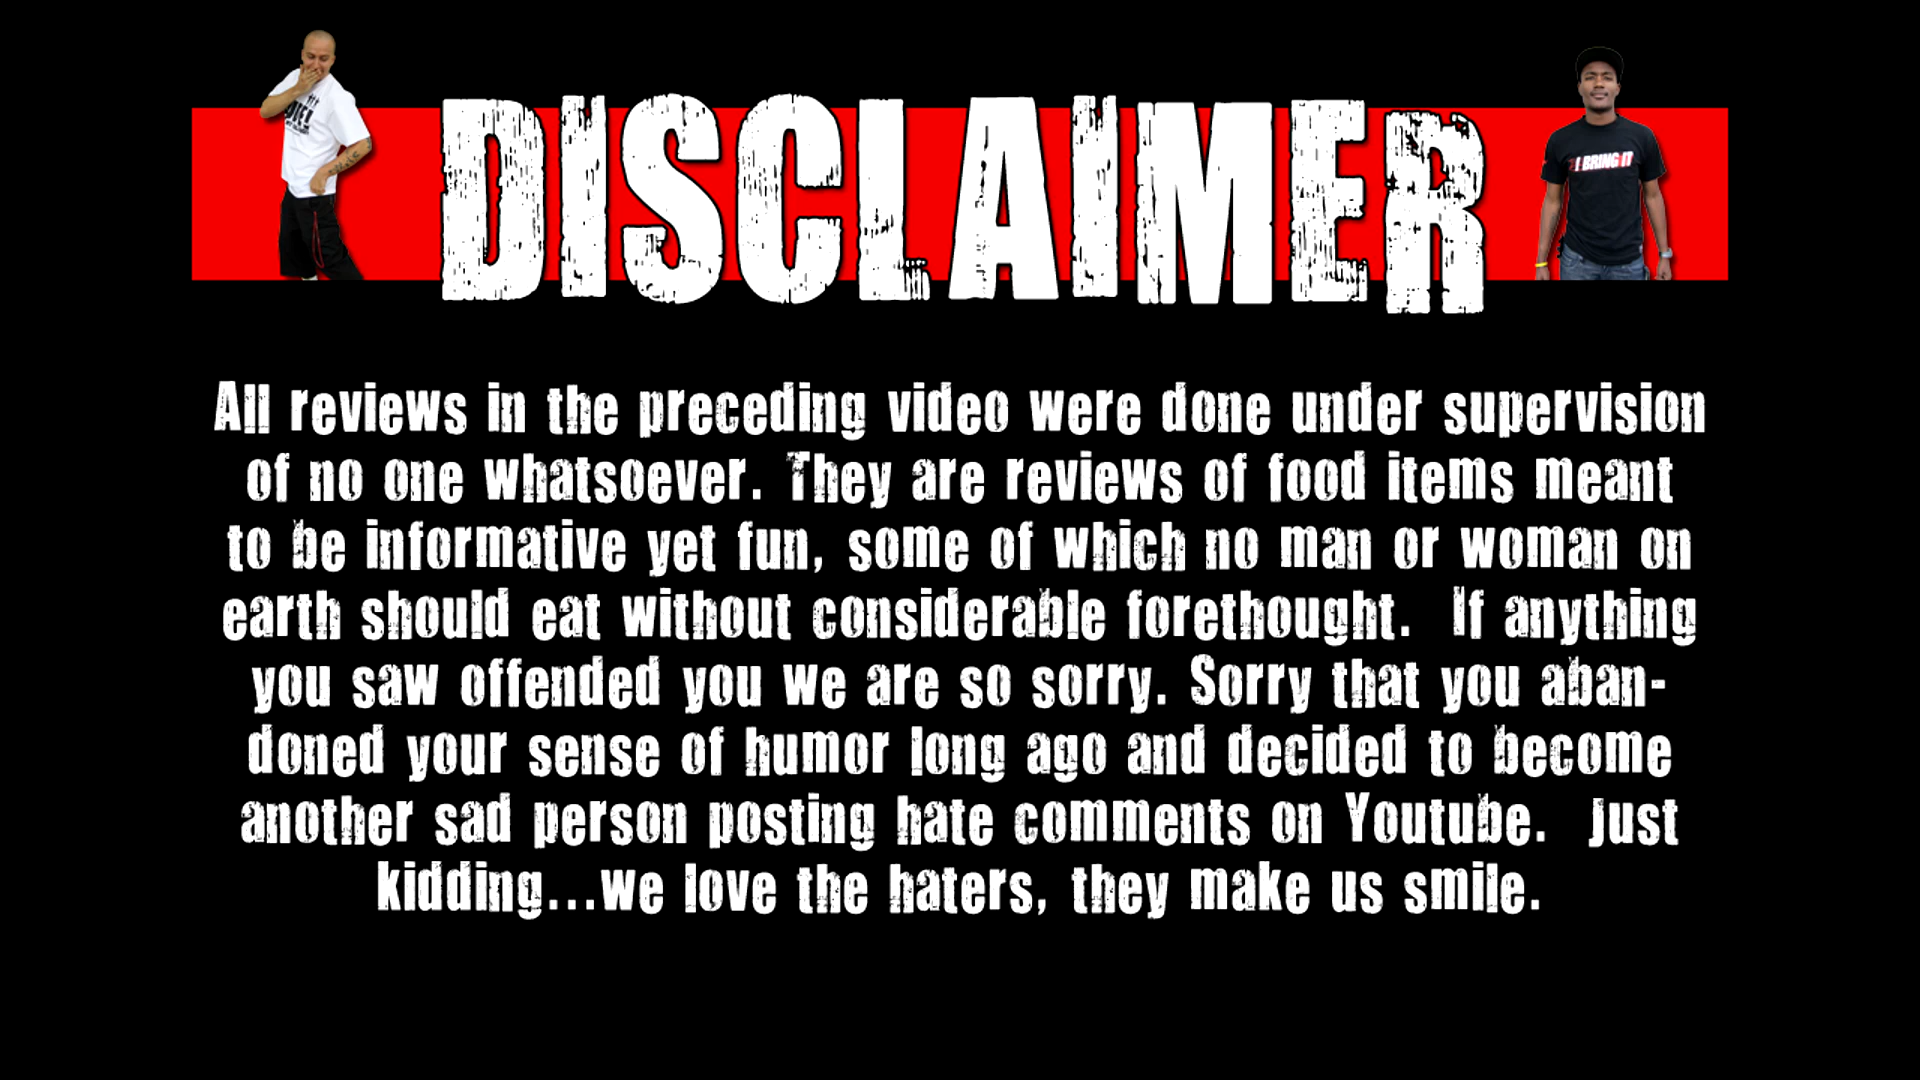 DISCLAIMER
I BRING IT
All reviews in the preceding video were done under supervision
of no one whatsoever. They are reviews of food items meant
to be informative yet fun, some of which no man or woman on
earth should eat without considerable forethought.  If anything
you saw offended you we are so sorry. Sorry that you aban-
doned your sense of humor long ago and decided to become
another sad person posting hate comments on Youtube.  Just
kidding...we love the haters, they make us smile.